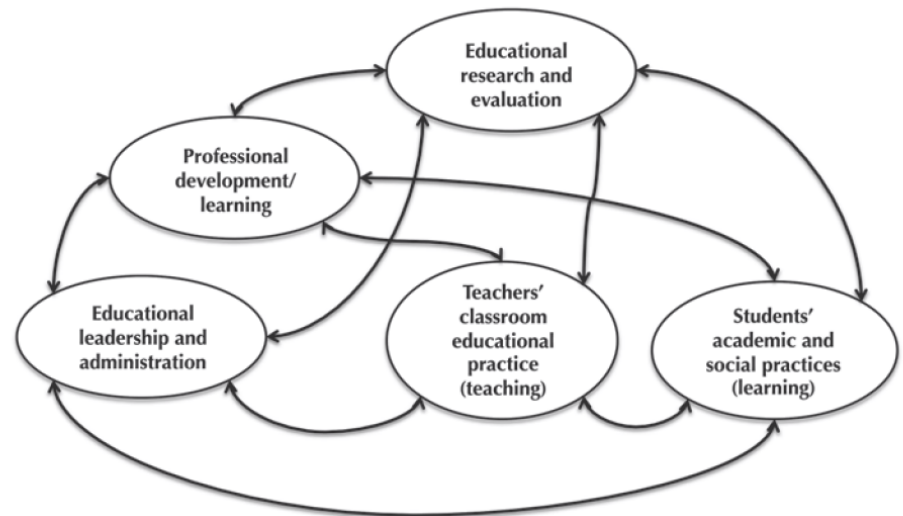 Educational
research and
evaluation
Professional
development/
learning
Educational
leadership and
administration
Teachers’
classroom
educational
practice
(teaching)
Students’
academic and
social practices
(learning)